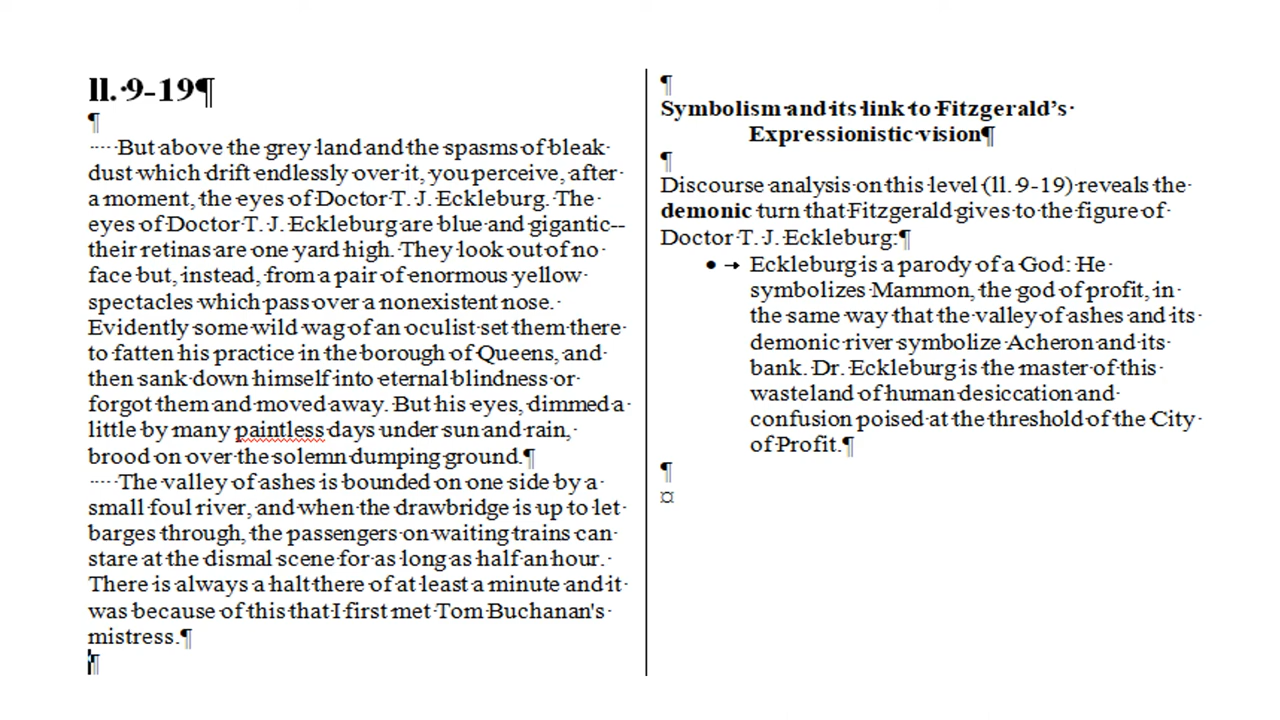 ll. 9-19¶
¶
But above the grey land and the spasms of bleak
dust which drift endlessly over it, you perceive, after
a moment, the eyes of Doctor T. J. Eckleburg. The
eyes of Doctor T. J. Eckleburg are blue and gigantic--
their retinas are one yard high. They look out of no
face but, instead, from a pair of enormous yellow
spectacles which pass over a nonexistent nose.
Evidently some wild wag of an oculist set them there
to fatten his practice in the borough of Queens, and
then sank down himself into eternal blindness or
forgot them and moved away. But his eyes, dimmed a
little by many paintless days under sun and rain,
brood on over the solemn dumping ground.¶
The valley of ashes is bounded on one side by a
small foul river, and when the drawbridge is up to let
barges through, the passengers on waiting trains can
stare at the dismal scene for as long as half an hour.
There is always a halt there of at least a minute and it
was because of this that I first met Tom Buchanan's
mistress.¶
¶
¶
Symbolism and its link to Fitzgerald’s
Expressionistic vision¶
¶
Discourse analysis on this level (ll. 9-19) reveals the
demonic turn that Fitzgerald gives to the figure of
Doctor T. J. Eckleburg:¶
• → Eckleburg is a parody of a God: He
symbolizes Mammon, the god of profit, in
the same way that the valley of ashes and its
demonic river symbolize Acheron and its
bank. Dr. Eckleburg is the master of this
wasteland of human desiccation and
confusion poised at the threshold of the City
of Profit.¶
¶
¤